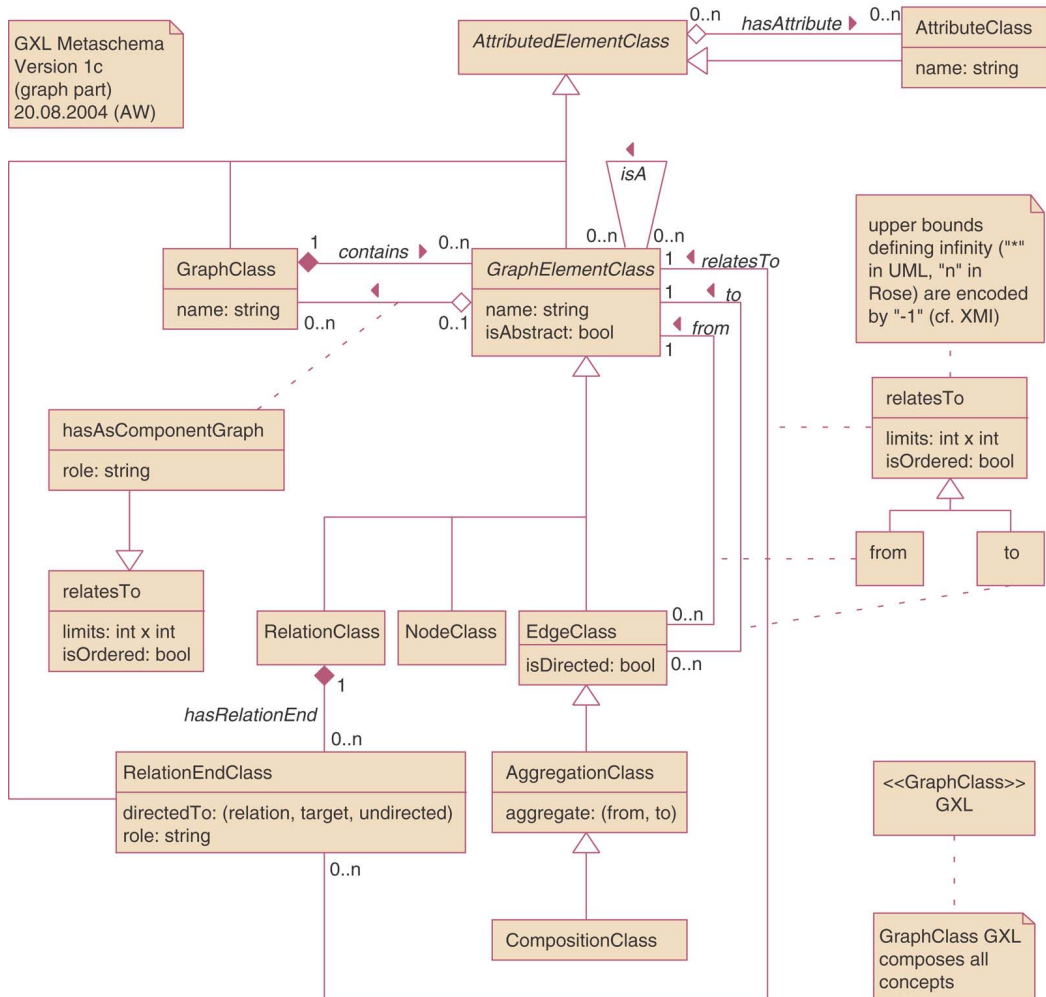 GXL Metaschema
Version 1c
(graph part)
20.08.2004 (AW)
AttributedElementClass
0..n
hasAttribute
0..n
AttributeClass
name: string
isA
0..n
0..n
GraphClass
name: string
1
contains
0..n
0..n
0..1
GraphElementClass
name: string
isAbstract: bool
1
relatesTo
1
to
from
1
upper bounds
defining infinity ("*"
in UML, "n" in
Rose) are encoded
by "-1" (cf. XMI)
relatesTo
limits: int x int
isOrdered: bool
from
to
hasAsComponentGraph
role: string
relatesTo
limits: int x int
isOrdered: bool
RelationClass
NodeClass
EdgeClass
isDirected: bool
0..n
0..n
1
hasRelationEnd
0..n
RelationEndClass
directedTo: (relation, target, undirected)
role: string
0..n
AggregationClass
aggregate: (from, to)
CompositionClass
<<GraphClass>>
GXL
GraphClass GXL
composes all
concepts